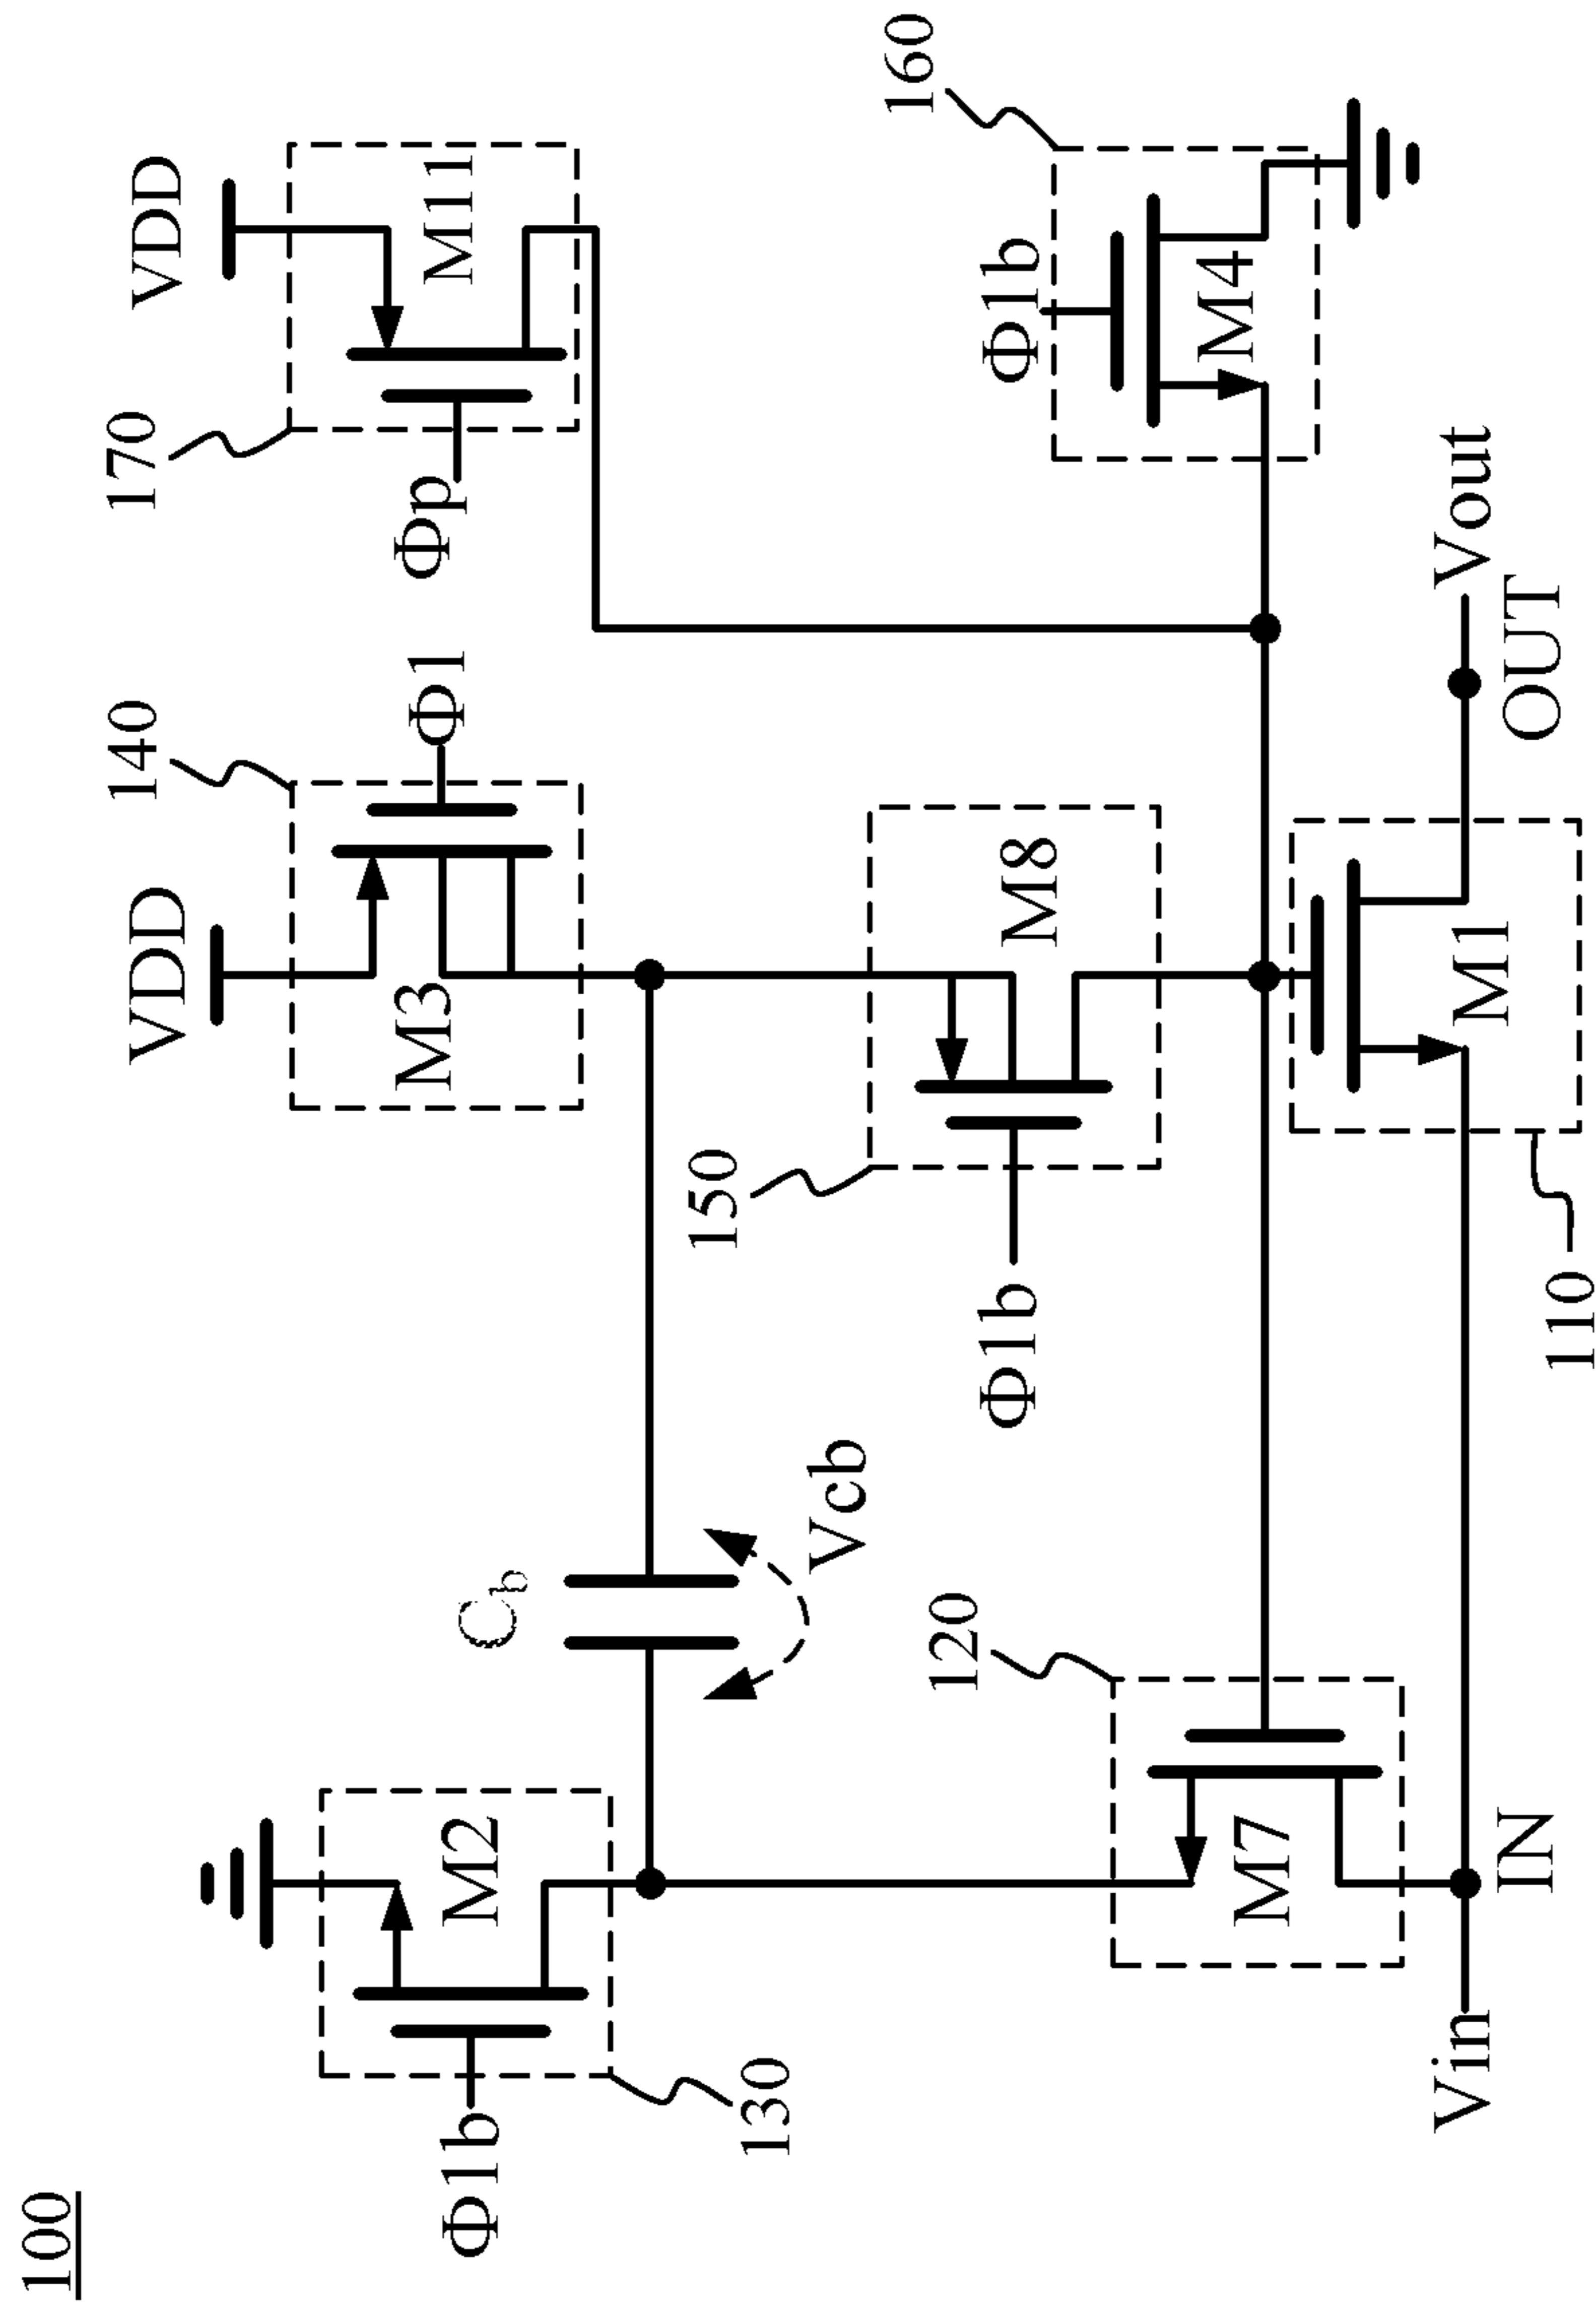 100
Φ1b
130
M2
Cb
Vcb
VDD
M3
140
Φ1
170
Φp
VDD
M11
150
Φ1b
M8
160
Φ1b
M4
120
M7
Vin
IN
110
M1
OUT
Vout